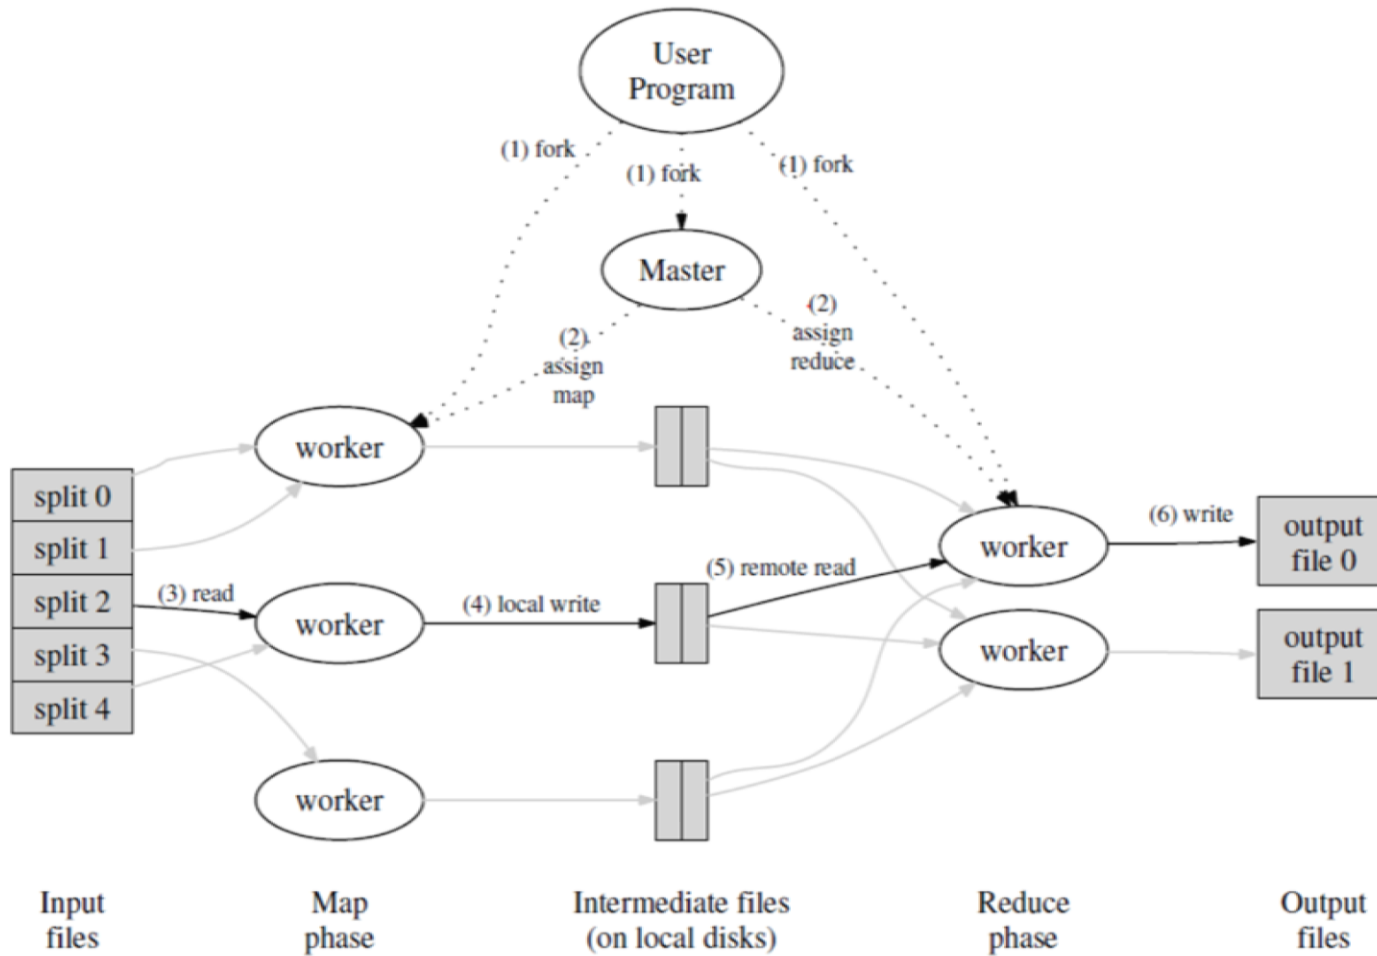 User
Program
(1) fork
(1) fork
(1) fork
Master
(2)
assign
map
(2)
assign
reduce
worker
split 0
split 1
split 2
split 3
split 4
(3) read
worker
(4) local write
worker
(5) remote read
worker
worker
(6) write
output
file 0
output
file 1
Input
files
Map
phase
Intermediate files
(on local disks)
Reduce
phase
Output
files